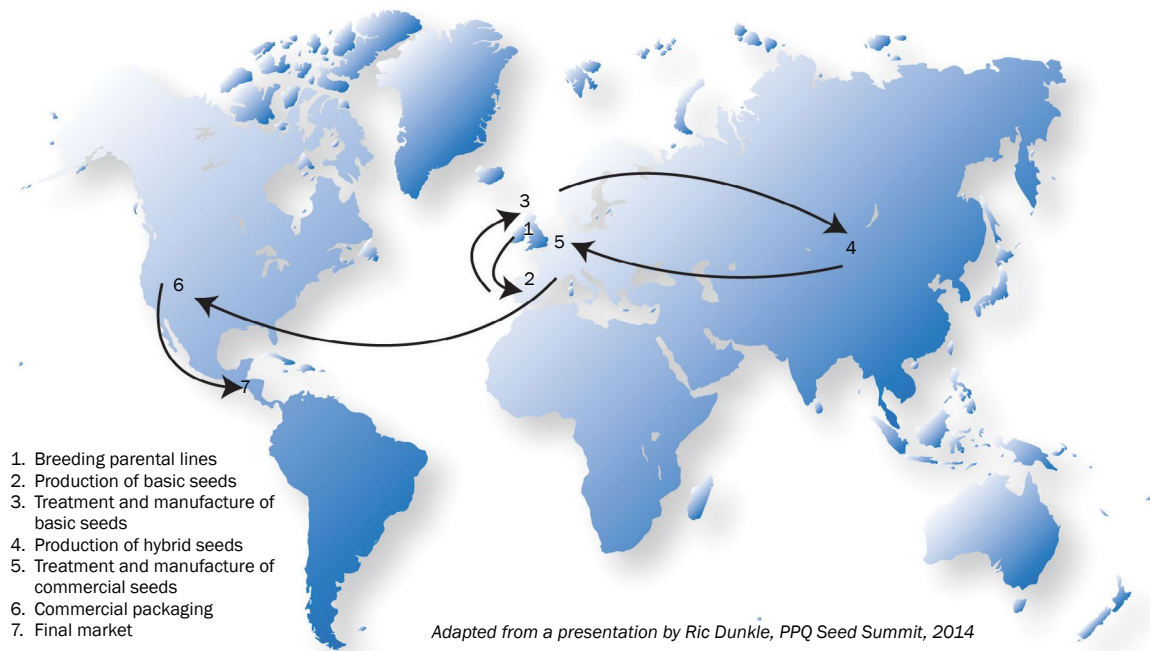 3
1
5
4
2
6
7
1. Breeding parental lines
2. Production of basic seeds
3. Treatment and manufacture of
basic seeds
4. Production of hybrid seeds
5. Treatment and manufacture of
commercial seeds
6. Commercial packaging
7. Final market
Adapted from a presentation by Ric Dunkle, PPQ Seed Summit, 2014